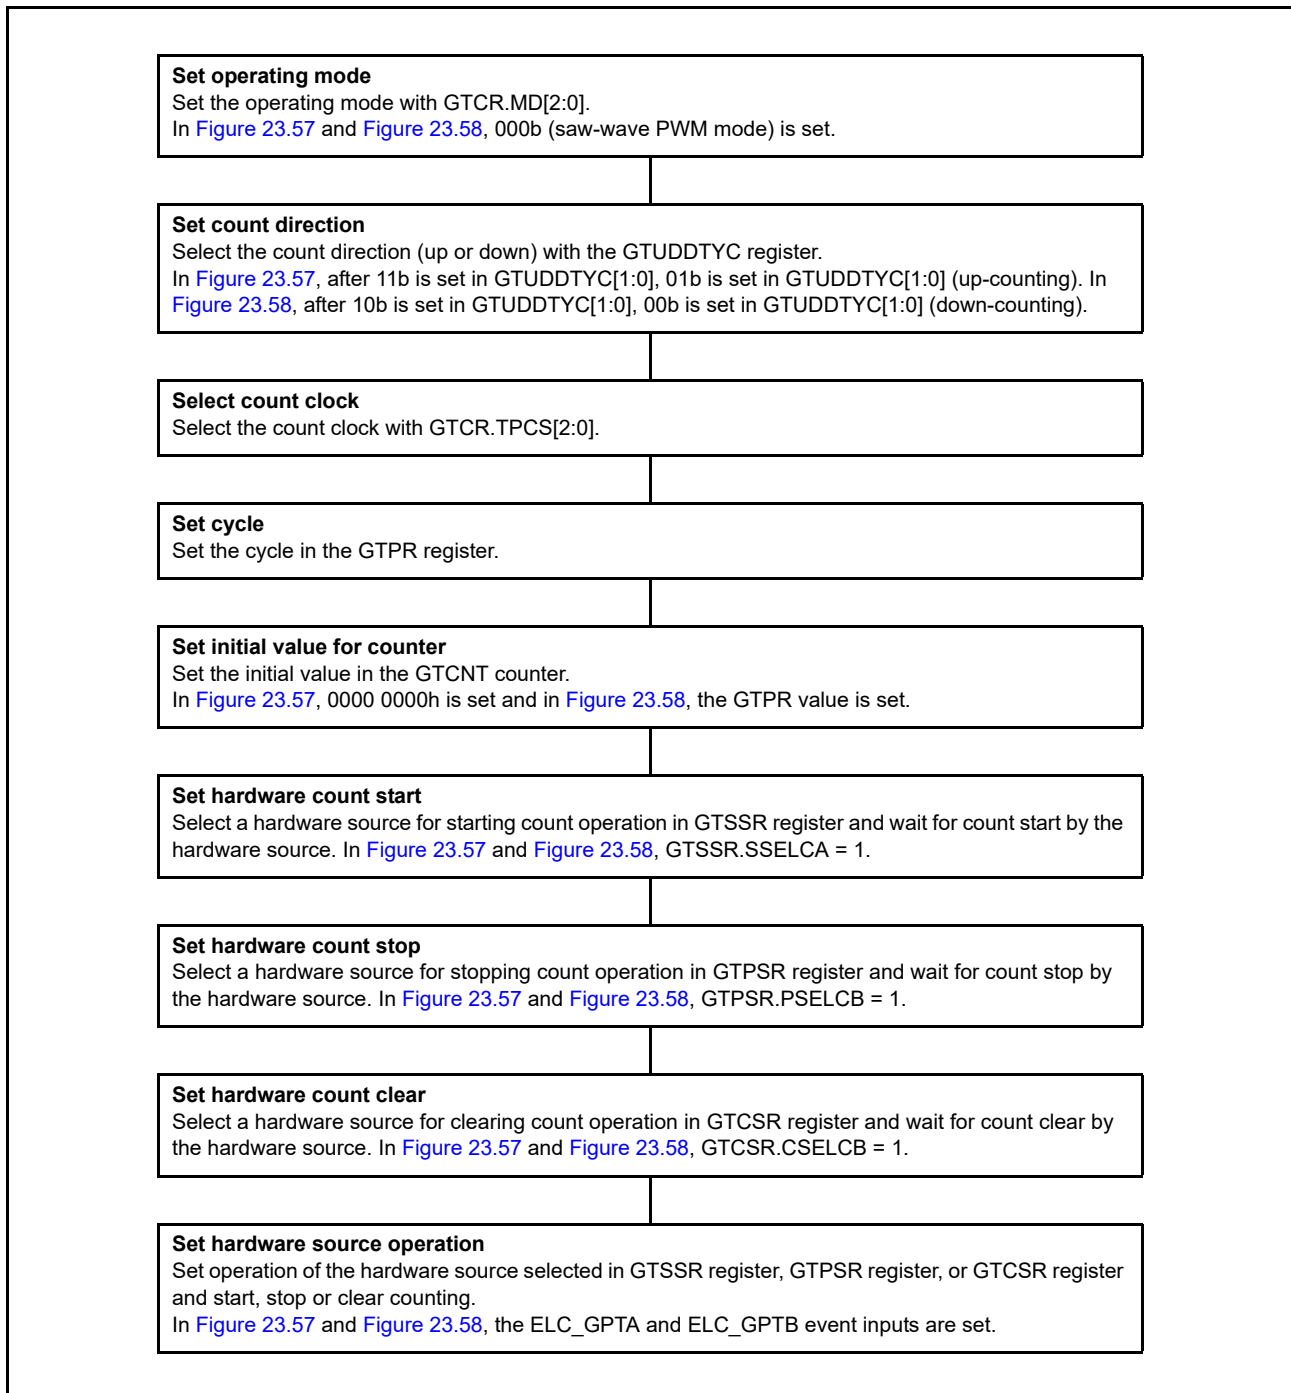 Set operating mode
Set the operating mode with GTCR.MD[2:0].
In Figure 23.57 and Figure 23.58, 000b (saw-wave PWM mode) is set.
Set count direction
Select the count direction (up or down) with the GTUDDTYC register.
In Figure 23.57, after 11b is set in GTUDDTYC[1:0], 01b is set in GTUDDTYC[1:0] (up-counting). In
Figure 23.58, after 10b is set in GTUDDTYC[1:0], 00b is set in GTUDDTYC[1:0] (down-counting).
Select count clock
Select the count clock with GTCR.TPCS[2:0].
Set cycle
Set the cycle in the GTPR register.
Set initial value for counter
Set the initial value in the GTCNT counter.
In Figure 23.57, 0000 0000h is set and in Figure 23.58, the GTPR value is set.
Set hardware count start
Select a hardware source for starting count operation in GTSSR register and wait for count start by the
hardware source. In Figure 23.57 and Figure 23.58, GTSSR.SSELCA = 1.
Set hardware count stop
Select a hardware source for stopping count operation in GTPSR register and wait for count stop by
the hardware source. In Figure 23.57 and Figure 23.58, GTPSR.PSELCB = 1.
Set hardware count clear
Select a hardware source for clearing count operation in GTCSR register and wait for count clear by
the hardware source. In Figure 23.57 and Figure 23.58, GTCSR.CSELCB = 1.
Set hardware source operation
Set operation of the hardware source selected in GTSSR register, GTPSR register, or GTCSR register
and start, stop or clear counting.
In Figure 23.57 and Figure 23.58, the ELC_GPTA and ELC_GPTB event inputs are set.